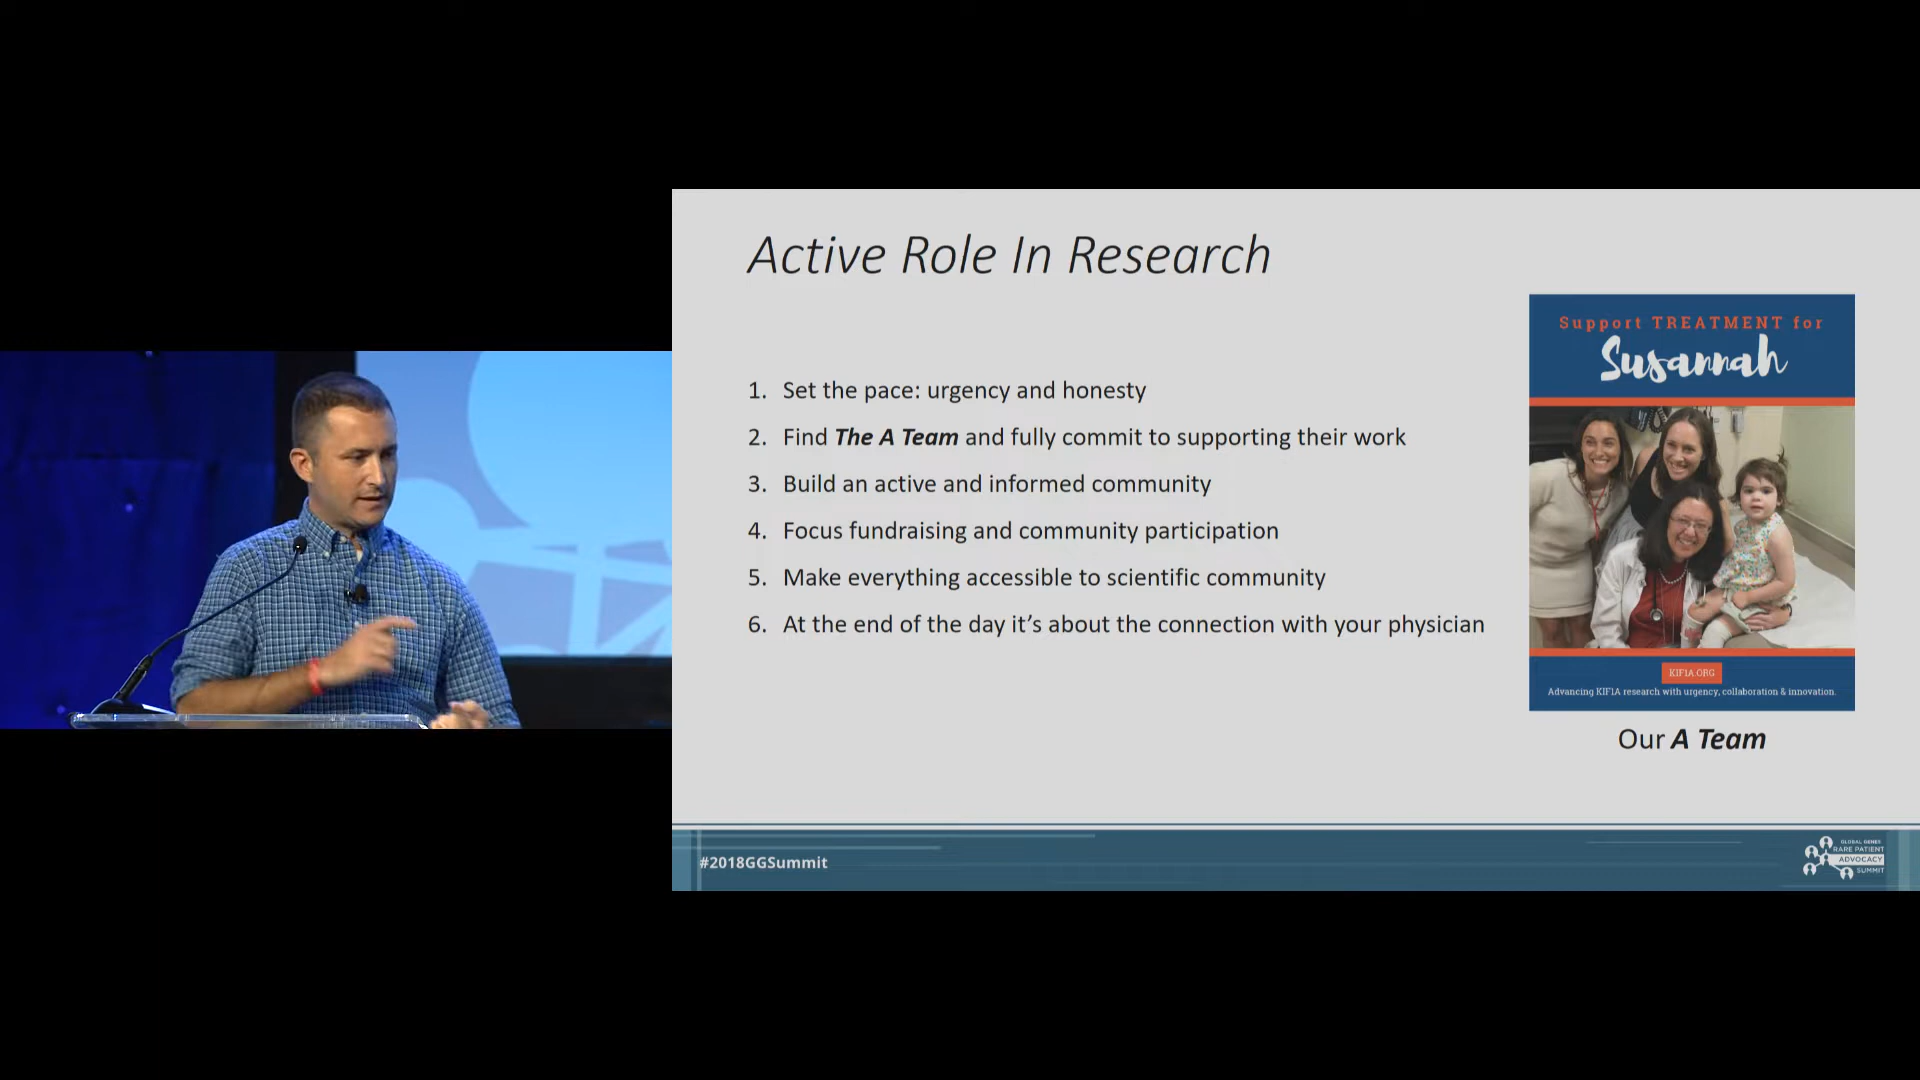 Active Role In Research
1. Set the pace: urgency and honesty
2. Find The A Team and fully commit to supporting their work
3. Build an active and informed community
4. Focus fundraising and community participation
5. Make everything accessible to scientific community
6. At the end of the day it’s about the connection with your physician
Support TREATMENT for
Susannah
KIF1A.ORG
Advancing KIF1A research with urgency, collaboration & innovation.
Our A Team
#2018GGSummit
GLOBAL GENES
RARE PATIENT
ADVOCACY
SUMMIT